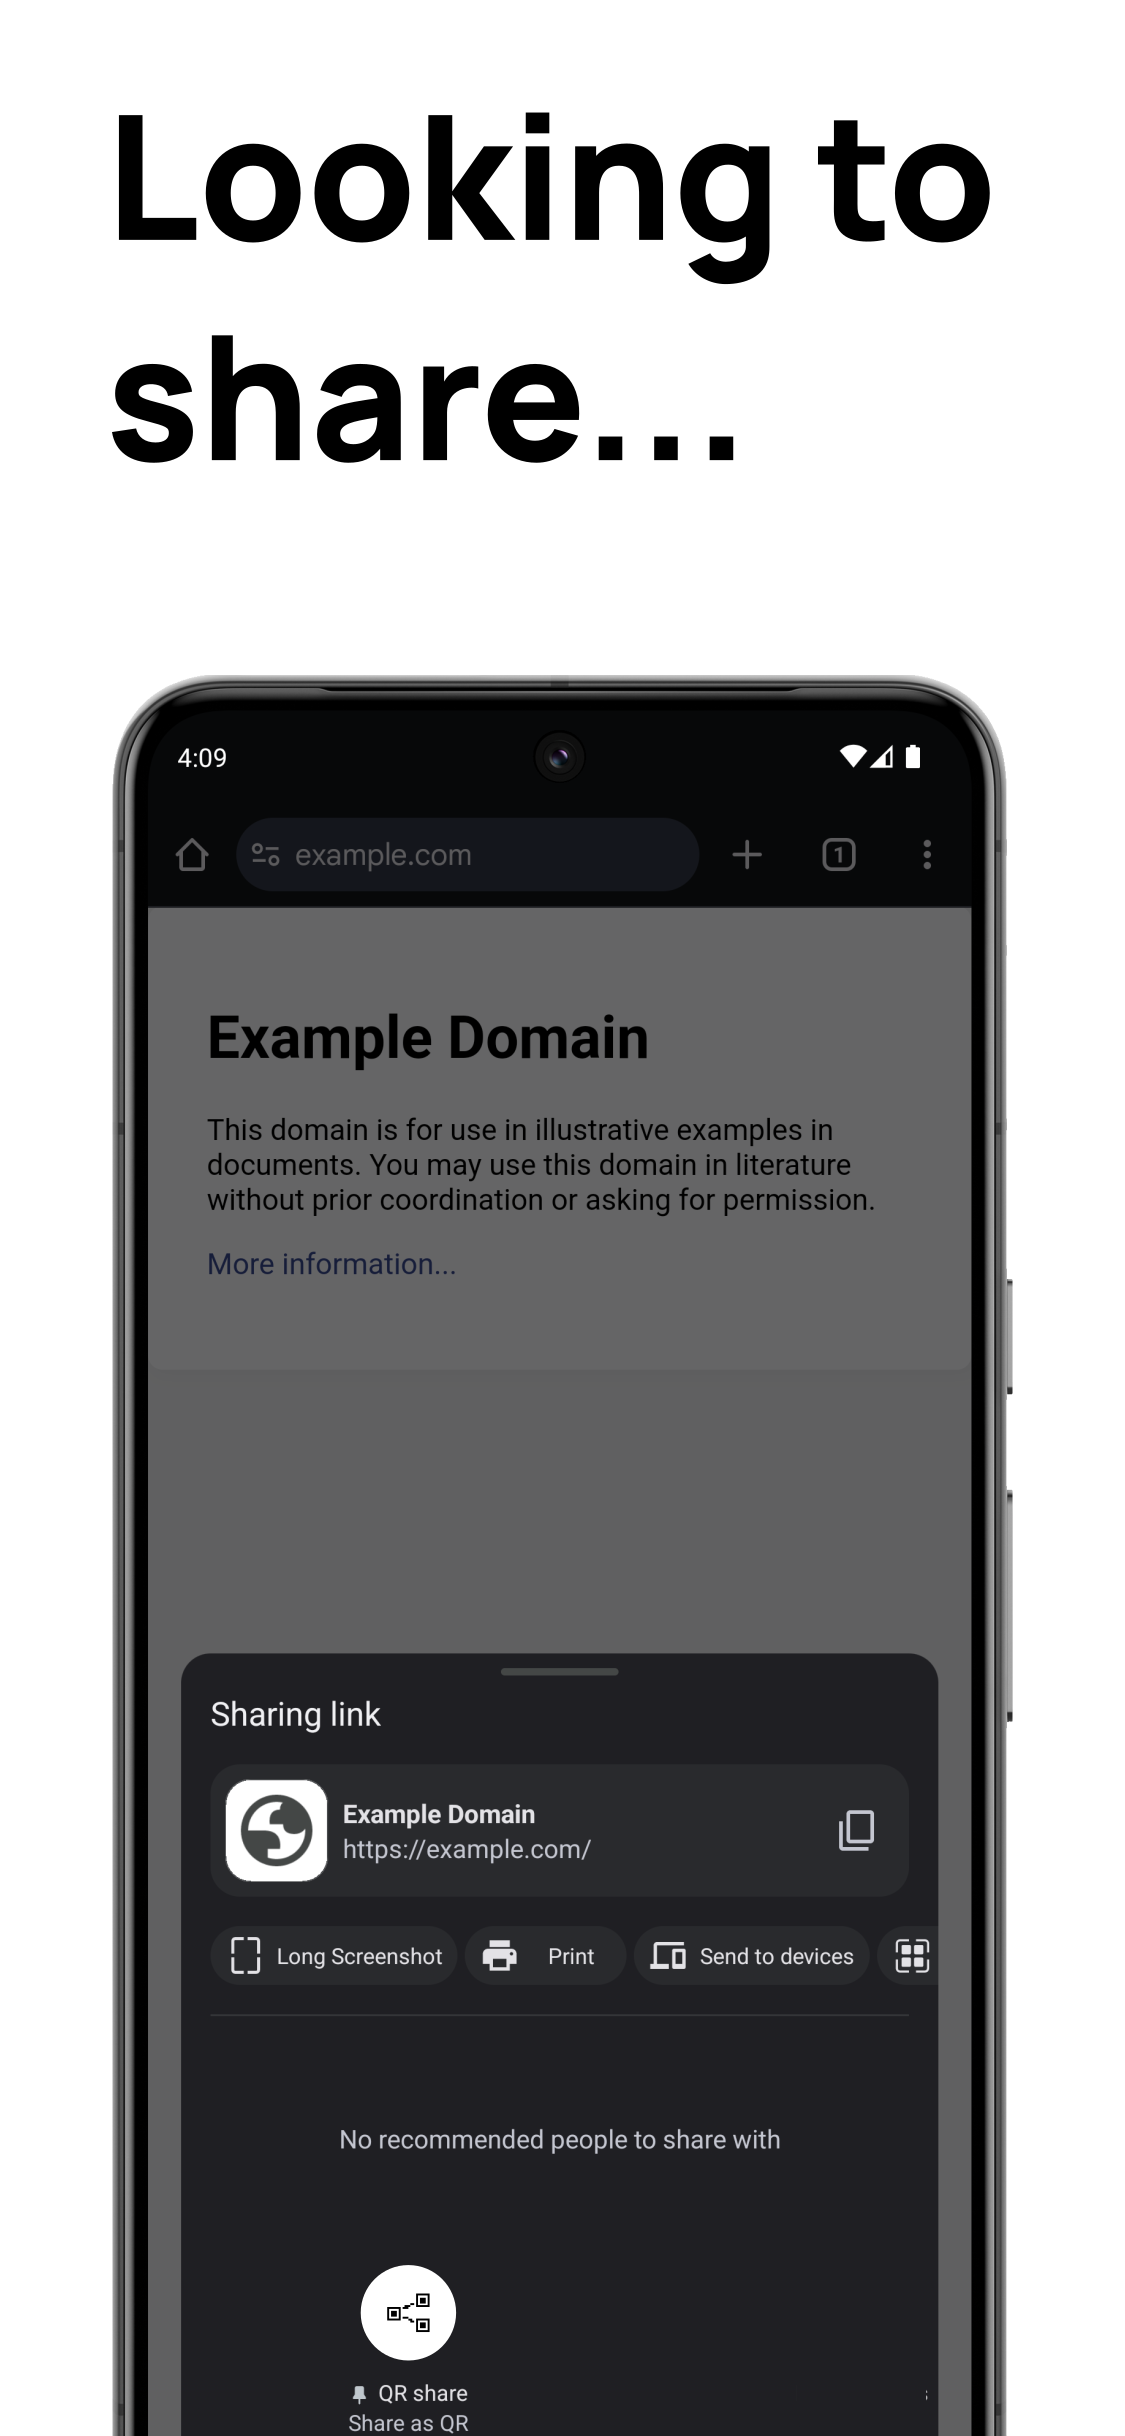 Looking to
share...
4:09
example.com
1
Example Domain
This domain is for use in illustrative examples in
documents. You may use this domain in literature
without prior coordination or asking for permission.
More information...
Sharing link
Example Domain
https://example.com/
Long Screenshot
Print
Send to devices
No recommended people to share with
QR share
Share as QR